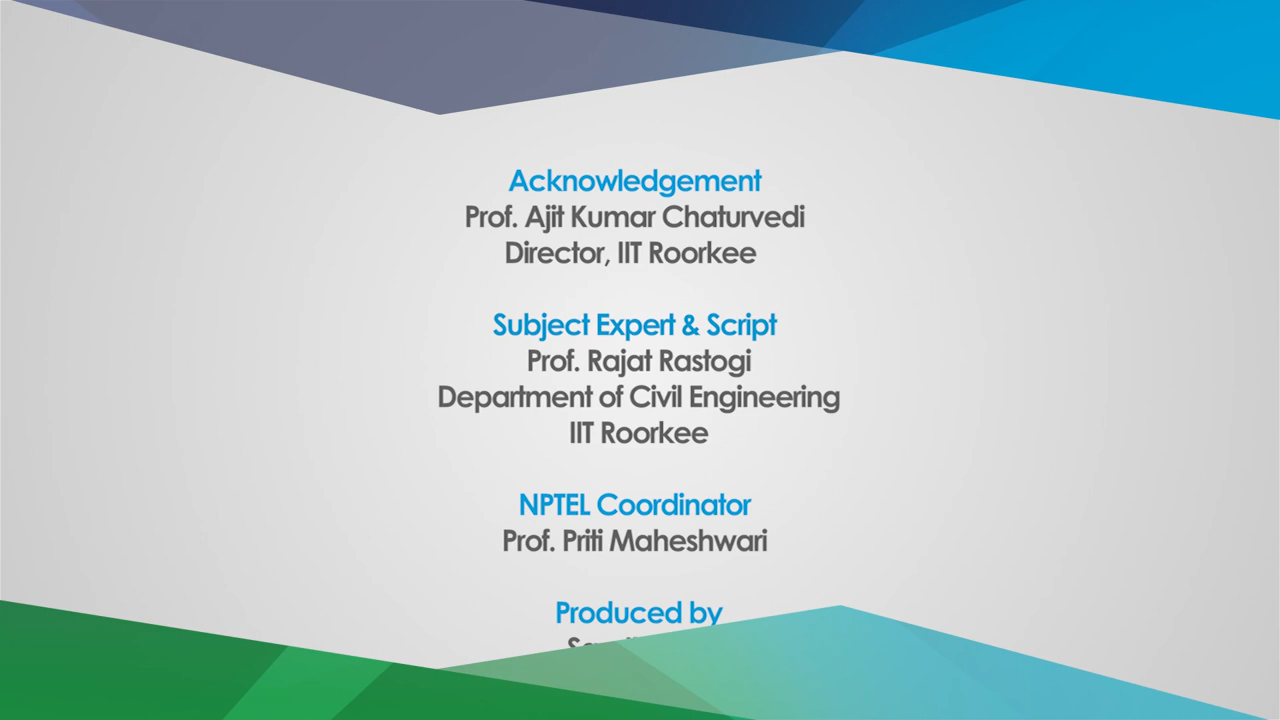 Acknowledgement
Prof. Ajit Kumar Chaturvedi
Director, IIT Roorkee
Subject Expert & Script
Prof. Rajat Rastogi
Department of Civil Engineering
IIT Roorkee
NPTEL Coordinator
Prof. Priti Maheshwari
Produced by